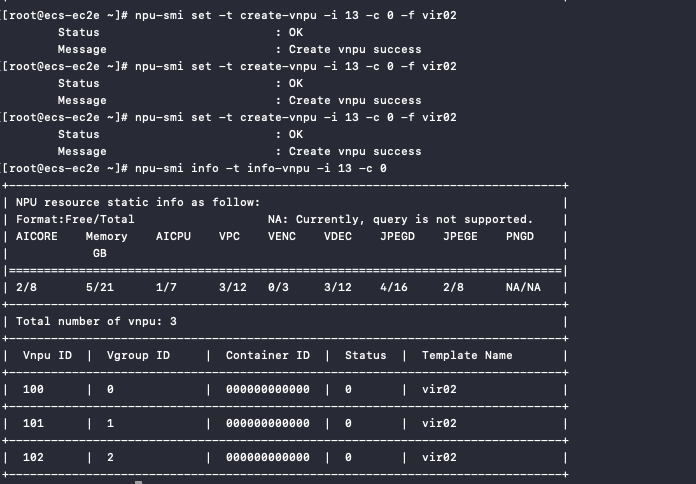 [[root@ecs-ec2e ~]# npu-smi set -t create-vnpu -i 13 -c 0 -f vir02
        Status                         : OK
        Message                        : Create vnpu success
[[root@ecs-ec2e ~]# npu-smi set -t create-vnpu -i 13 -c 0 -f vir02
        Status                         : OK
        Message                        : Create vnpu success
[[root@ecs-ec2e ~]# npu-smi set -t create-vnpu -i 13 -c 0 -f vir02
        Status                         : OK
        Message                        : Create vnpu success
[[root@ecs-ec2e ~]# npu-smi info -t info-vnpu -i 13 -c 0
+-------------------------------------------------------------------------------+
| NPU resource static info as follow:                                           |
| Format:Free/Total                   NA: Currently, query is not supported.    |
| AICORE    Memory    AICPU    VPC    VENC    VDEC    JPEGD    JPEGE    PNGD    |
|            GB                                                                 |
|===============================================================================|
| 2/8       5/21      1/7      3/12   0/3     3/12    4/16     2/8      NA/NA   |
+-------------------------------------------------------------------------------+
| Total number of vnpu: 3                                                       |
+-------------------------------------------------------------------------------+
|  Vnpu ID  |  Vgroup ID     |  Container ID  |  Status  |  Template Name       |
+-------------------------------------------------------------------------------+
|  100      |  0             |  000000000000  |  0       |  vir02               |
+-------------------------------------------------------------------------------+
|  101      |  1             |  000000000000  |  0       |  vir02               |
+-------------------------------------------------------------------------------+
|  102      |  2             |  000000000000  |  0       |  vir02               |
+-------------------------------------------------------------------------------+